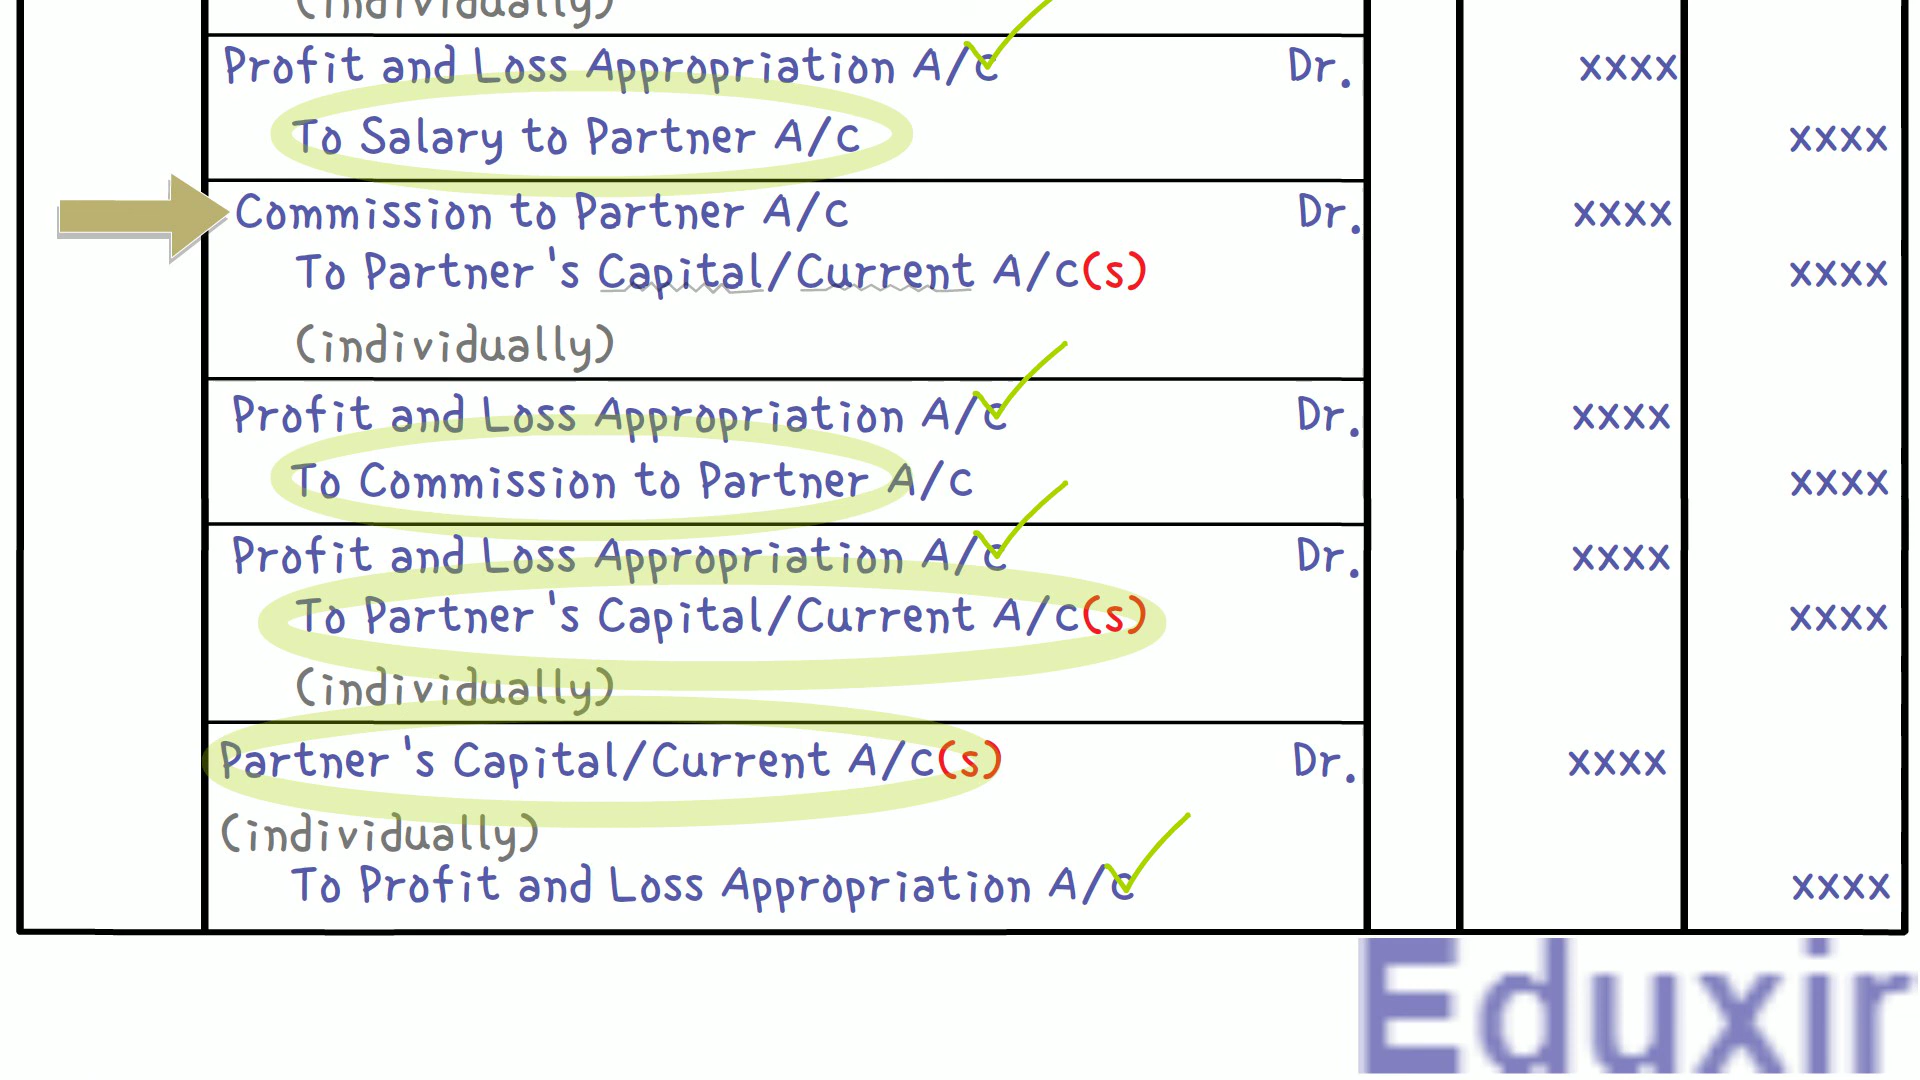 (individually)
Profit and Loss Appropriation A/c Dr. xxxx
To Salary to Partner A/c xxxx
Commission to Partner A/c Dr. xxxx
To Partner's Capital/Current A/c(s) xxxx
(individually)
Profit and Loss Appropriation A/c Dr. xxxx
To Commission to Partner A/c xxxx
Profit and Loss Appropriation A/c Dr. xxxx
To Partner's Capital/Current A/c(s) xxxx
(individually)
Partner's Capital/Current A/c(s) Dr. xxxx
(individually)
To Profit and Loss Appropriation A/c xxxx
Eduxir